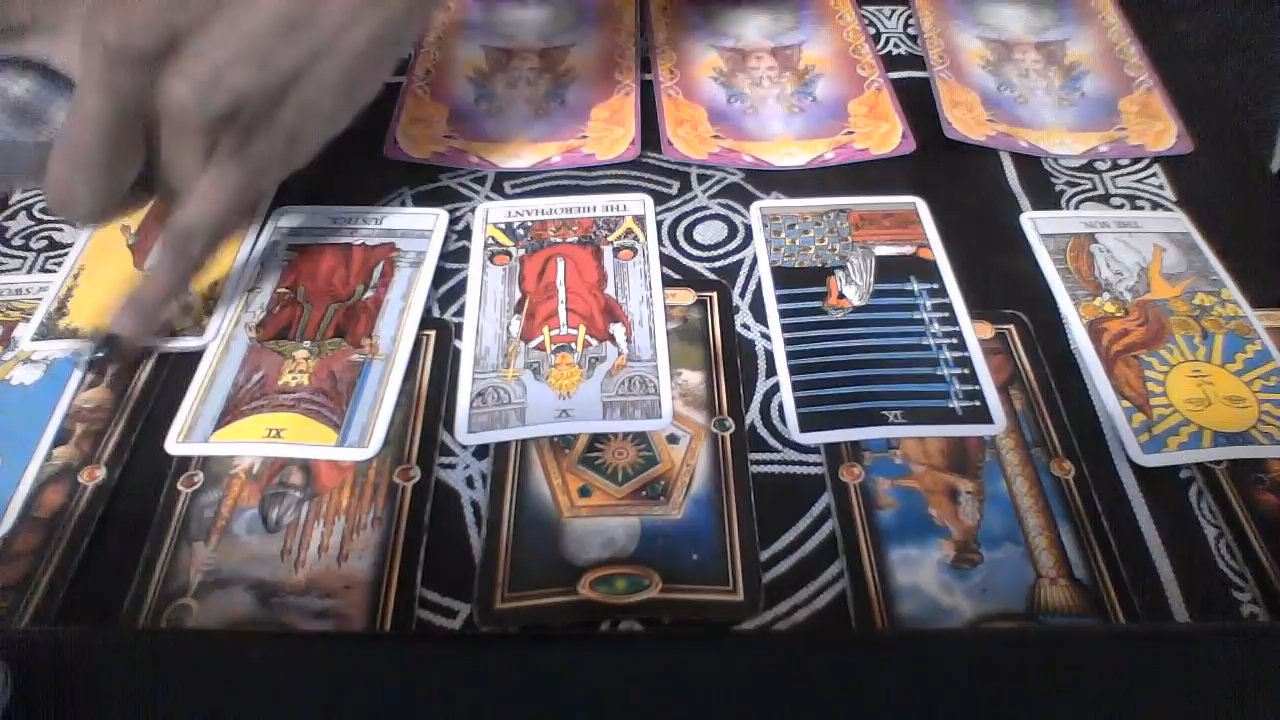 JUSTICE
XI
THE HIEROPHANT
V
IX
THE SUN